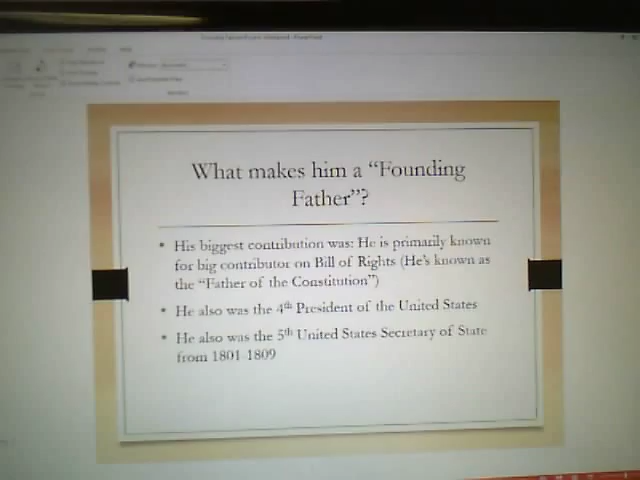 What makes him a “Founding
Father”?
• His biggest contribution was: He is primarily known
for big contributor on Bill of Rights (He’s known as
the “Father of the Constitution”)
• He also was the 4th President of the United States
• He also was the 5th United States Secretary of State
from 1801-1809